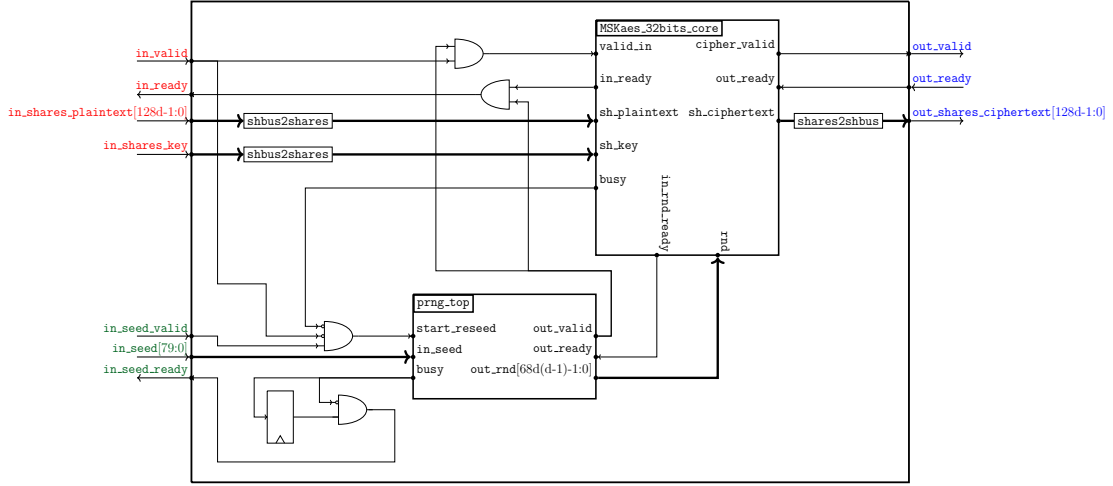 MSKaes_32bits_core
in_valid
valid_in
cipher_valid
out_valid
in_ready
in_ready
out_ready
out_ready
in_shares_plaintext[128d-1:0]
shbus2shares
sh_plaintext
sh_ciphertext
shares2shbus
out_shares_ciphertext[128d-1:0]
in_shares_key
shbus2shares
sh_key
busy
in_rnd_ready
rnd
prng_top
in_seed_valid
start_reseed
out_valid
in_seed[79:0]
in_seed
out_ready
in_seed_ready
busy
out_rnd[68d(d-1)-1:0]